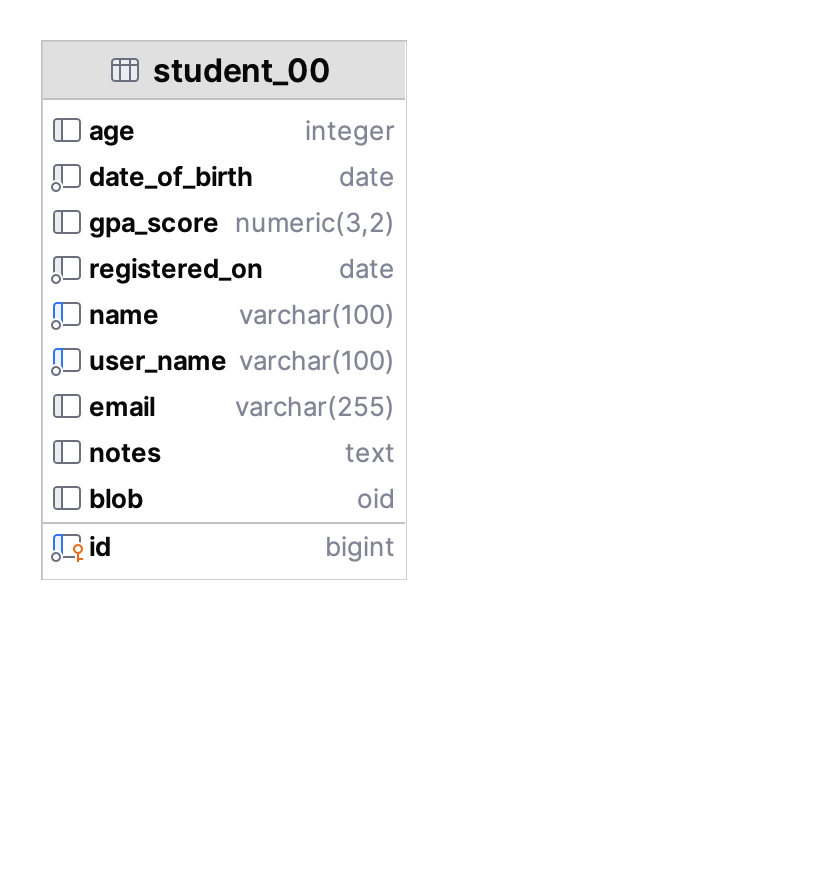 student_00
age integer
date_of_birth date
gpa_score numeric(3,2)
registered_on date
name varchar(100)
user_name varchar(100)
email varchar(255)
notes text
blob oid
id bigint